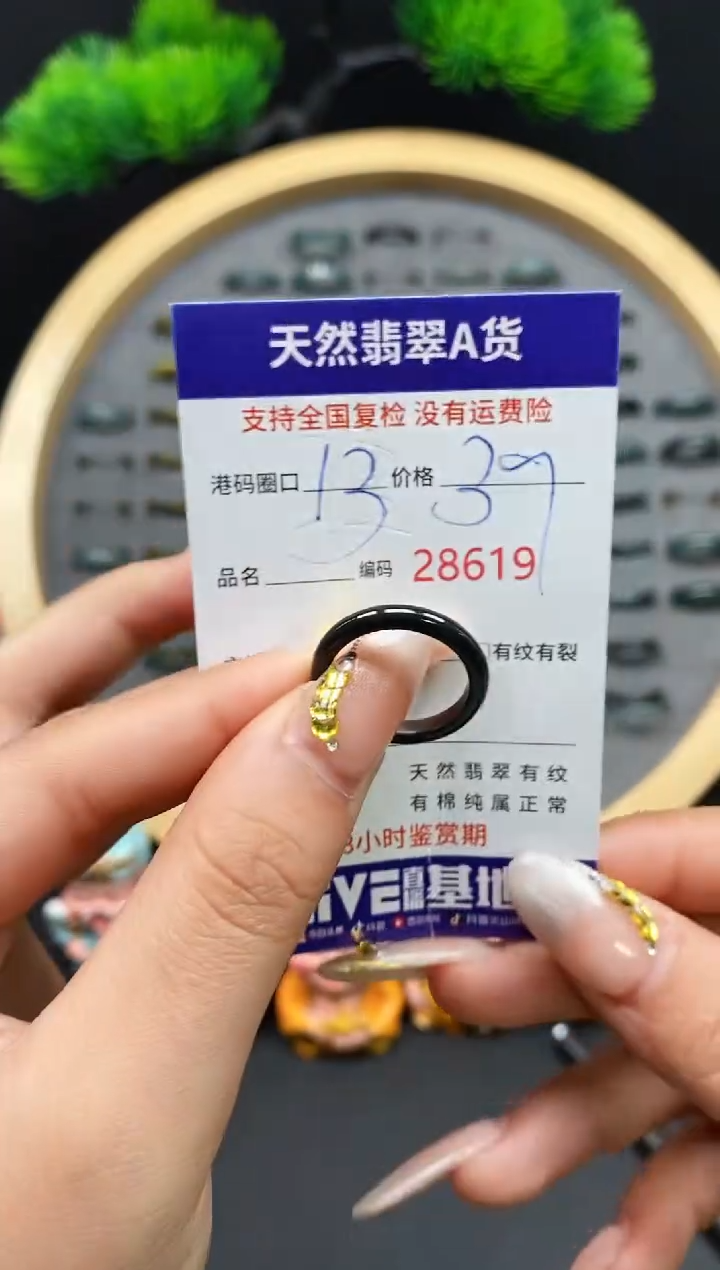 天然翡翠A货
支持全国复检 没有运费险
港码圈口 13 价格 39
品名 编码 28619
有纹有裂
天然翡翠有纹
有棉纯属正常
小时鉴赏期
基地